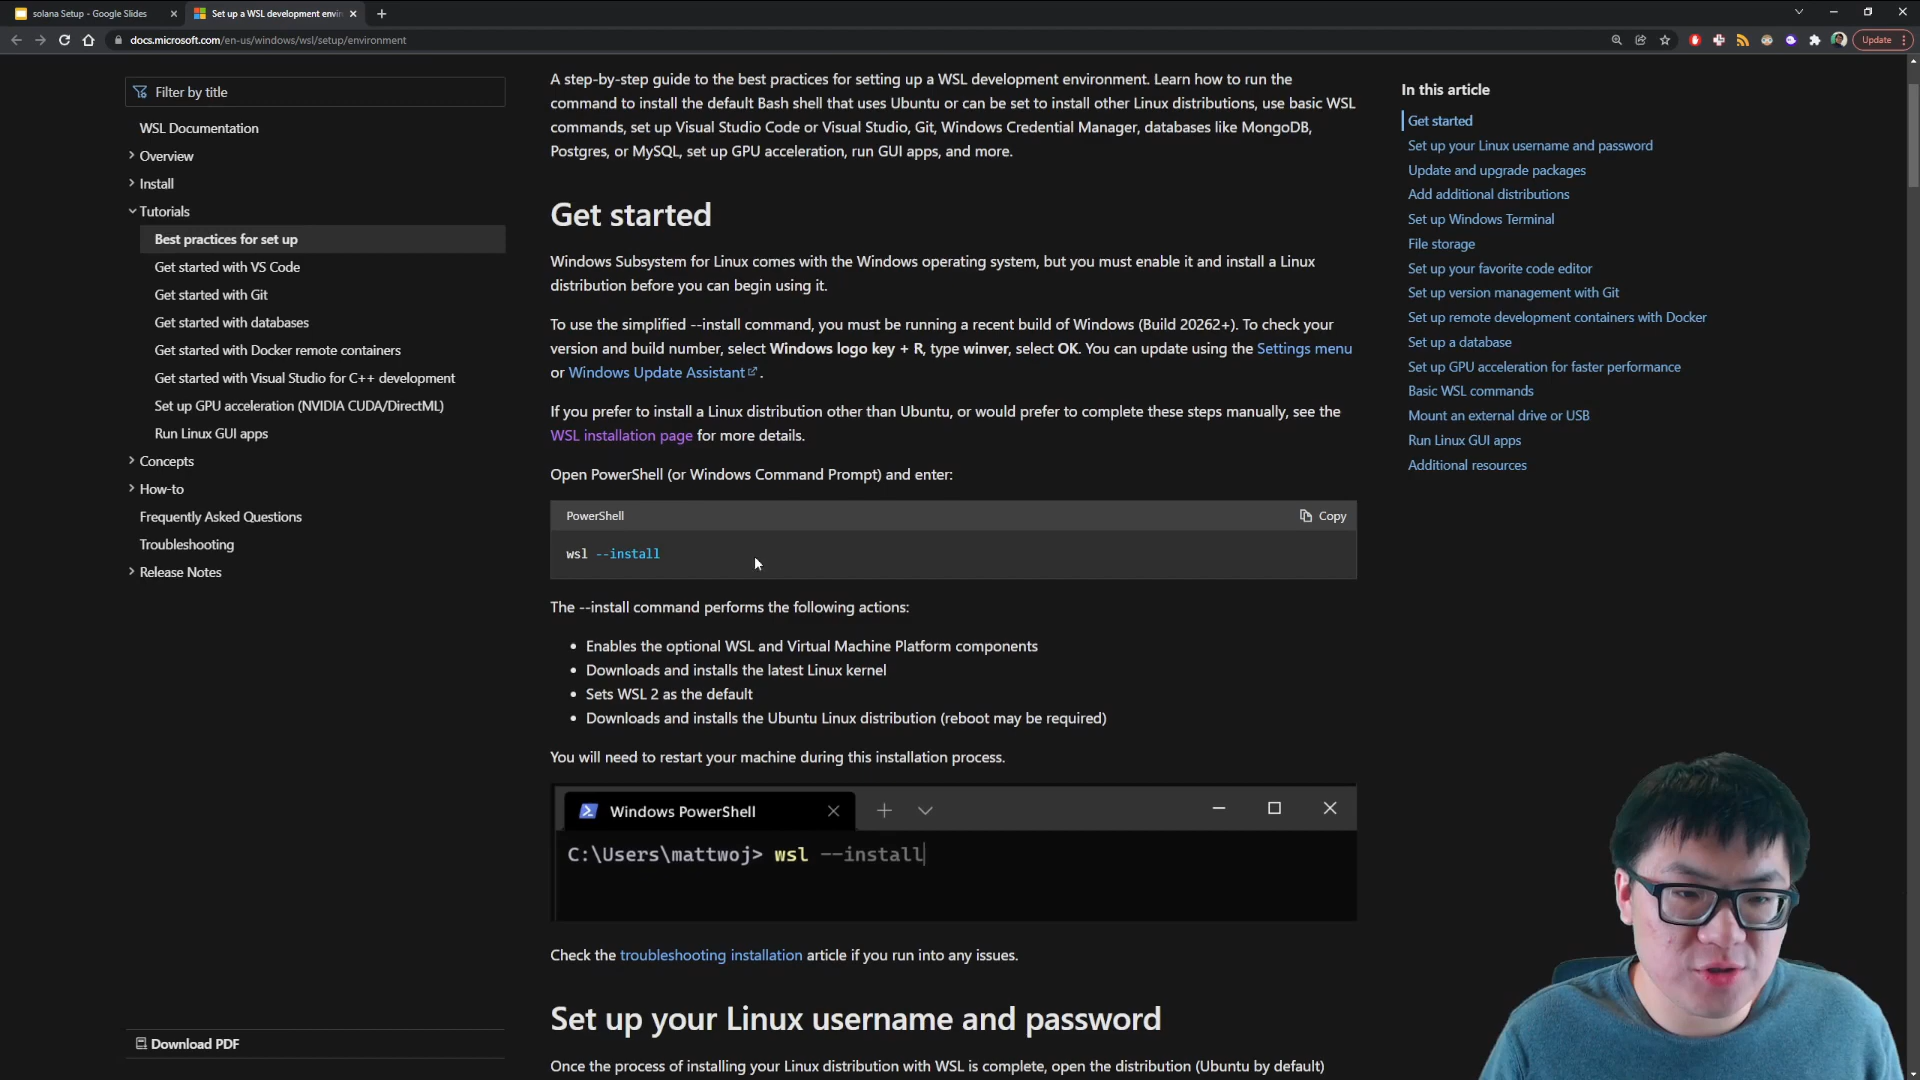 solana Setup - Google Slides
Set up a WSL development envi
docs.microsoft.com/en-us/windows/wsl/setup/environment
Update
Filter by title
WSL Documentation
Overview
Install
Tutorials
Best practices for set up
Get started with VS Code
Get started with Git
Get started with databases
Get started with Docker remote containers
Get started with Visual Studio for C++ development
Set up GPU acceleration (NVIDIA CUDA/DirectML)
Run Linux GUI apps
Concepts
How-to
Frequently Asked Questions
Troubleshooting
Release Notes
Download PDF
A step-by-step guide to the best practices for setting up a WSL development environment. Learn how to run the
command to install the default Bash shell that uses Ubuntu or can be set to install other Linux distributions, use basic WSL
commands, set up Visual Studio Code or Visual Studio, Git, Windows Credential Manager, databases like MongoDB,
Postgres, or MySQL, set up GPU acceleration, run GUI apps, and more.
Get started
Windows Subsystem for Linux comes with the Windows operating system, but you must enable it and install a Linux
distribution before you can begin using it.
To use the simplified --install command, you must be running a recent build of Windows (Build 20262+). To check your
version and build number, select Windows logo key + R, type winver, select OK. You can update using the Settings menu
or Windows Update Assistant.
If you prefer to install a Linux distribution other than Ubuntu, or would prefer to complete these steps manually, see the
WSL installation page for more details.
Open PowerShell (or Windows Command Prompt) and enter:
PowerShell
Copy
wsl --install
The --install command performs the following actions:
• Enables the optional WSL and Virtual Machine Platform components
• Downloads and installs the latest Linux kernel
• Sets WSL 2 as the default
• Downloads and installs the Ubuntu Linux distribution (reboot may be required)
You will need to restart your machine during this installation process.
Windows PowerShell
C:\Users\mattwoj> wsl --install
Check the troubleshooting installation article if you run into any issues.
Set up your Linux username and password
Once the process of installing your Linux distribution with WSL is complete, open the distribution (Ubuntu by default)
In this article
Get started
Set up your Linux username and password
Update and upgrade packages
Add additional distributions
Set up Windows Terminal
File storage
Set up your favorite code editor
Set up version management with Git
Set up remote development containers with Docker
Set up a database
Set up GPU acceleration for faster performance
Basic WSL commands
Mount an external drive or USB
Run Linux GUI apps
Additional resources